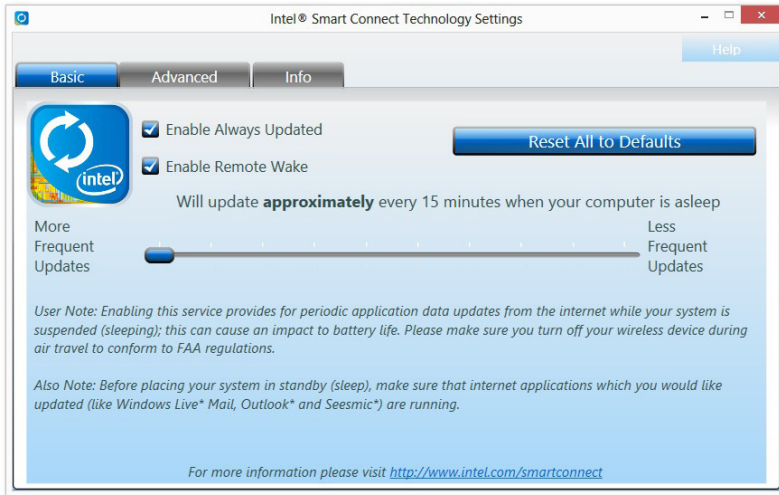 Intel® Smart Connect Technology Settings
Help
Basic Advanced Info
Enable Always Updated
Reset All to Defaults
Enable Remote Wake
intel
Will update approximately every 15 minutes when your computer is asleep
More
Frequent
Updates
Less
Frequent
Updates
User Note: Enabling this service provides for periodic application data updates from the internet while your system is
suspended (sleeping); this can cause an impact to battery life. Please make sure you turn off your wireless device during
air travel to conform to FAA regulations.
Also Note: Before placing your system in standby (sleep), make sure that internet applications which you would like
updated (like Windows Live* Mail, Outlook* and Seesmic*) are running.
For more information please visit http://www.intel.com/smartconnect